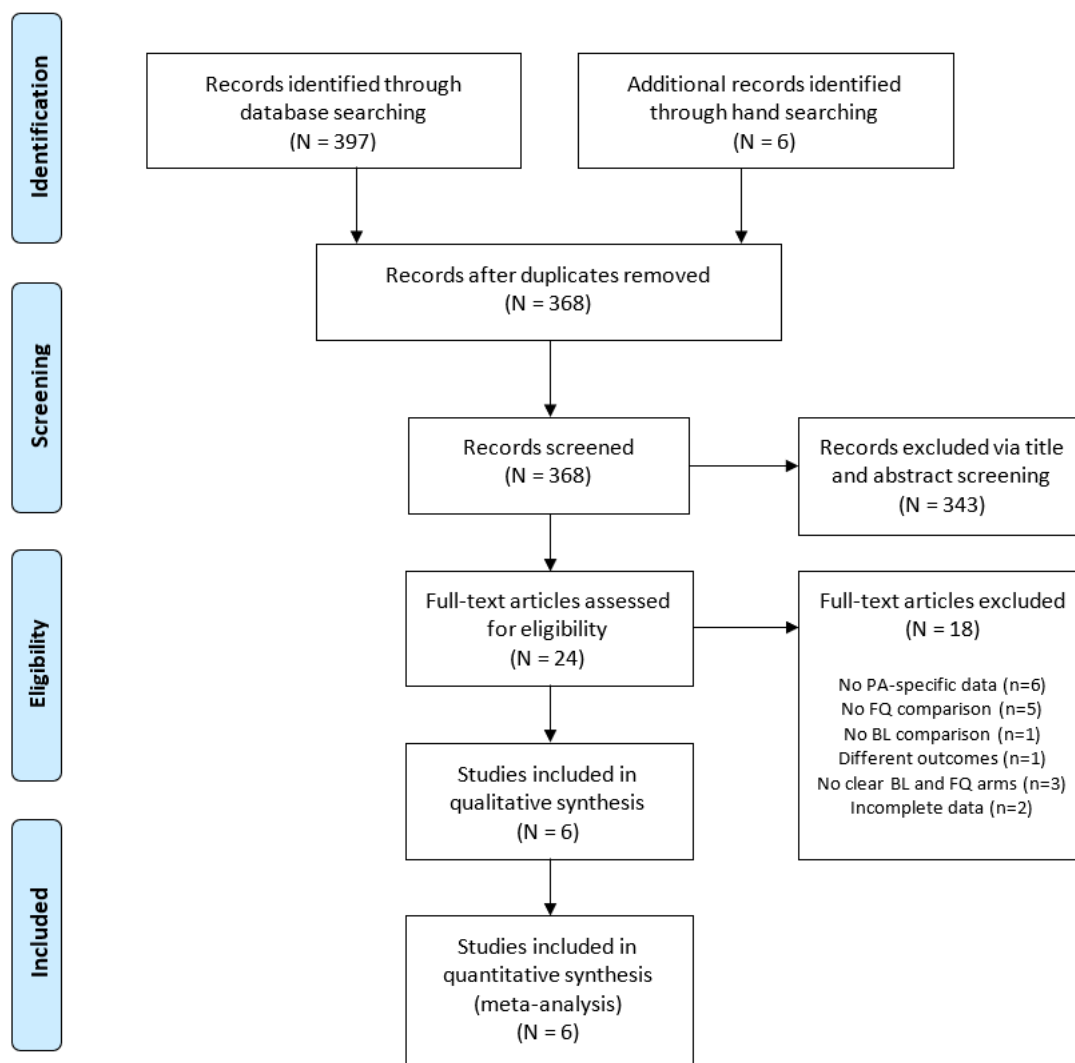 Identification
Records identified through
database searching
(N = 397)
Additional records identified
through hand searching
(N = 6)
Records after duplicates removed
(N = 368)
Screening
Records screened
(N = 368)
Records excluded via title
and abstract screening
(N = 343)
Eligibility
Full-text articles assessed
for eligibility
(N = 24)
Full-text articles excluded
(N = 18)
No PA-specific data (n=6)
No FQ comparison (n=5)
No BL comparison (n=1)
Different outcomes (n=1)
No clear BL and FQ arms (n=3)
Incomplete data (n=2)
Studies included in
qualitative synthesis
(N = 6)
Included
Studies included in
quantitative synthesis
(meta-analysis)
(N = 6)